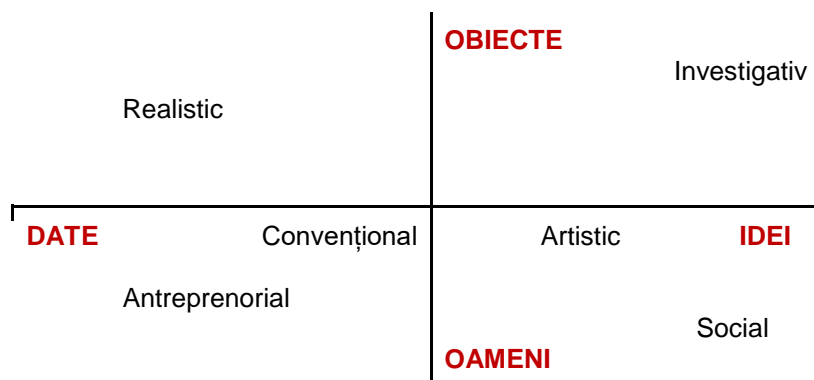 OBIECTE
Investigativ
Realistic
DATE Convențional Artistic IDEI
Antreprenorial
Social
OAMENI